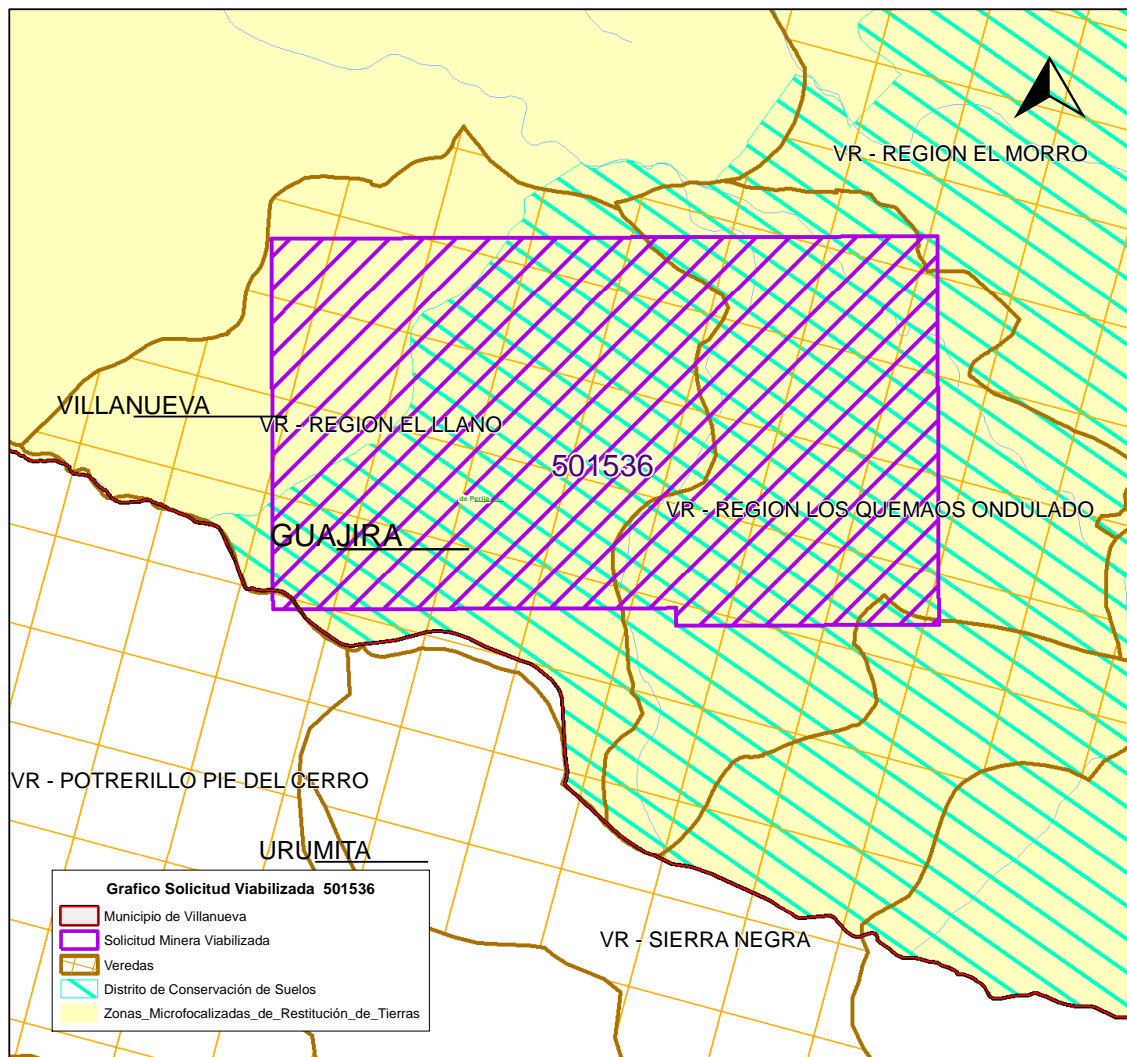 VR - REGION EL MORRO
VILLANUEVA
VR - REGION EL LLANO
501536
de Perija
VR - REGION LOS QUEMAOS ONDULADO
GUAJIRA
VR - POTRERILLO PIE DEL CERRO
URUMITA
VR - SIERRA NEGRA
Grafico Solicitud Viabilizada 501536
Municipio de Villanueva
Solicitud Minera Viabilizada
Veredas
Distrito de Conservación de Suelos
Zonas_Microfocalizadas_de_Restitución_de_Tierras